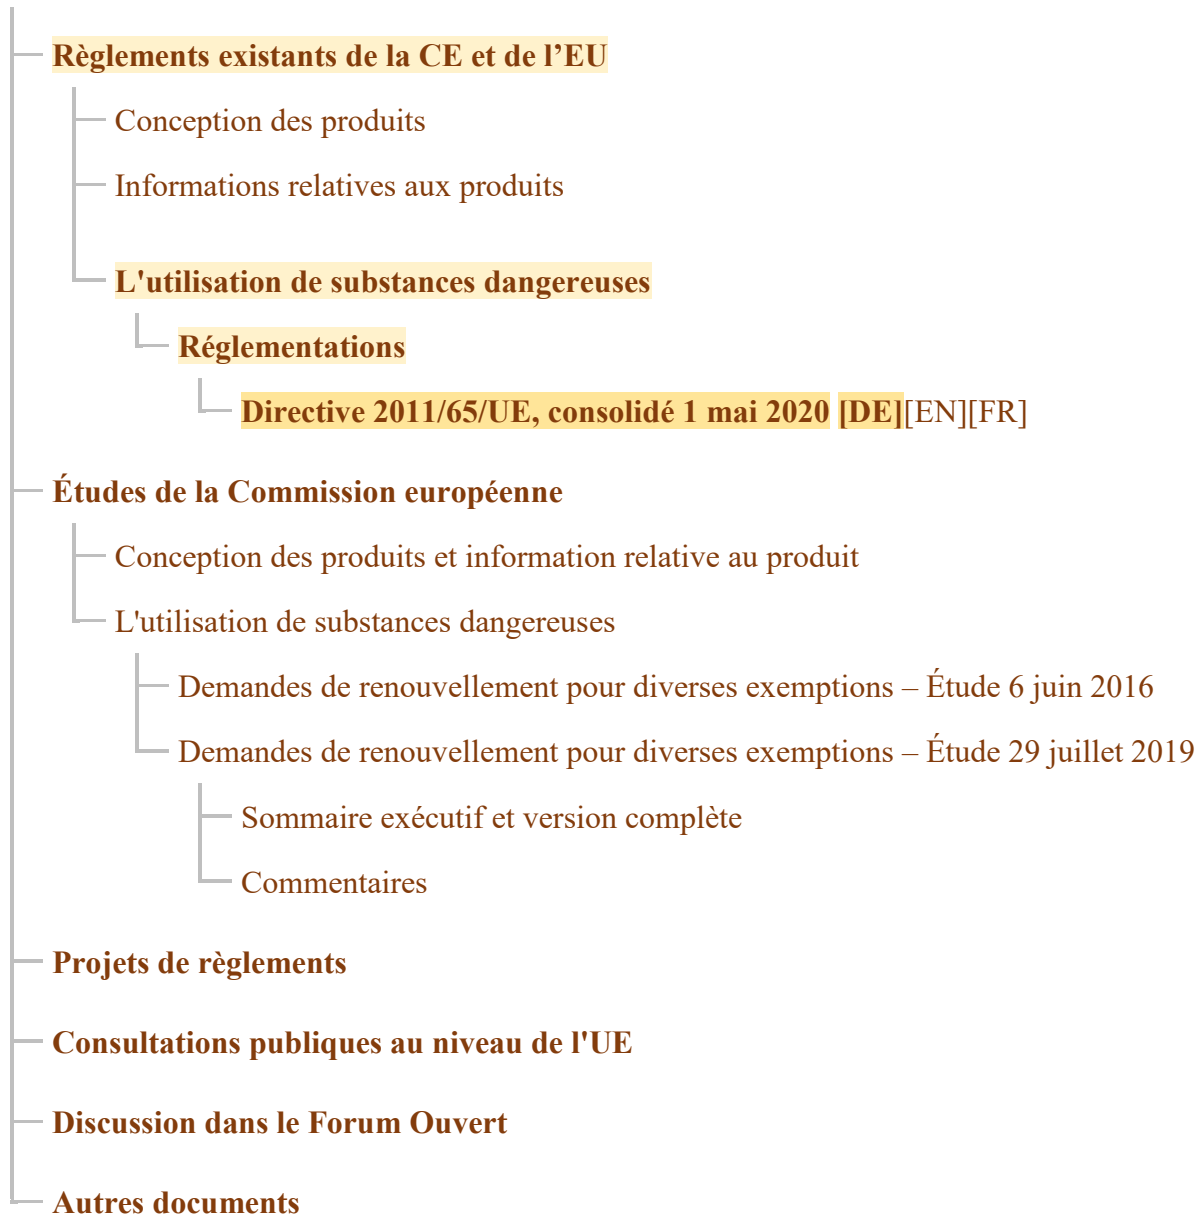 Règlements existants de la CE et de l’EU
Conception des produits
Informations relatives aux produits
L'utilisation de substances dangereuses
Réglementations
Directive 2011/65/UE, consolidé 1 mai 2020 [DE][EN][FR]
Études de la Commission européenne
Conception des produits et information relative au produit
L'utilisation de substances dangereuses
Demandes de renouvellement pour diverses exemptions – Étude 6 juin 2016
Demandes de renouvellement pour diverses exemptions – Étude 29 juillet 2019
Sommaire exécutif et version complète
Commentaires
Projets de règlements
Consultations publiques au niveau de l'UE
Discussion dans le Forum Ouvert
Autres documents